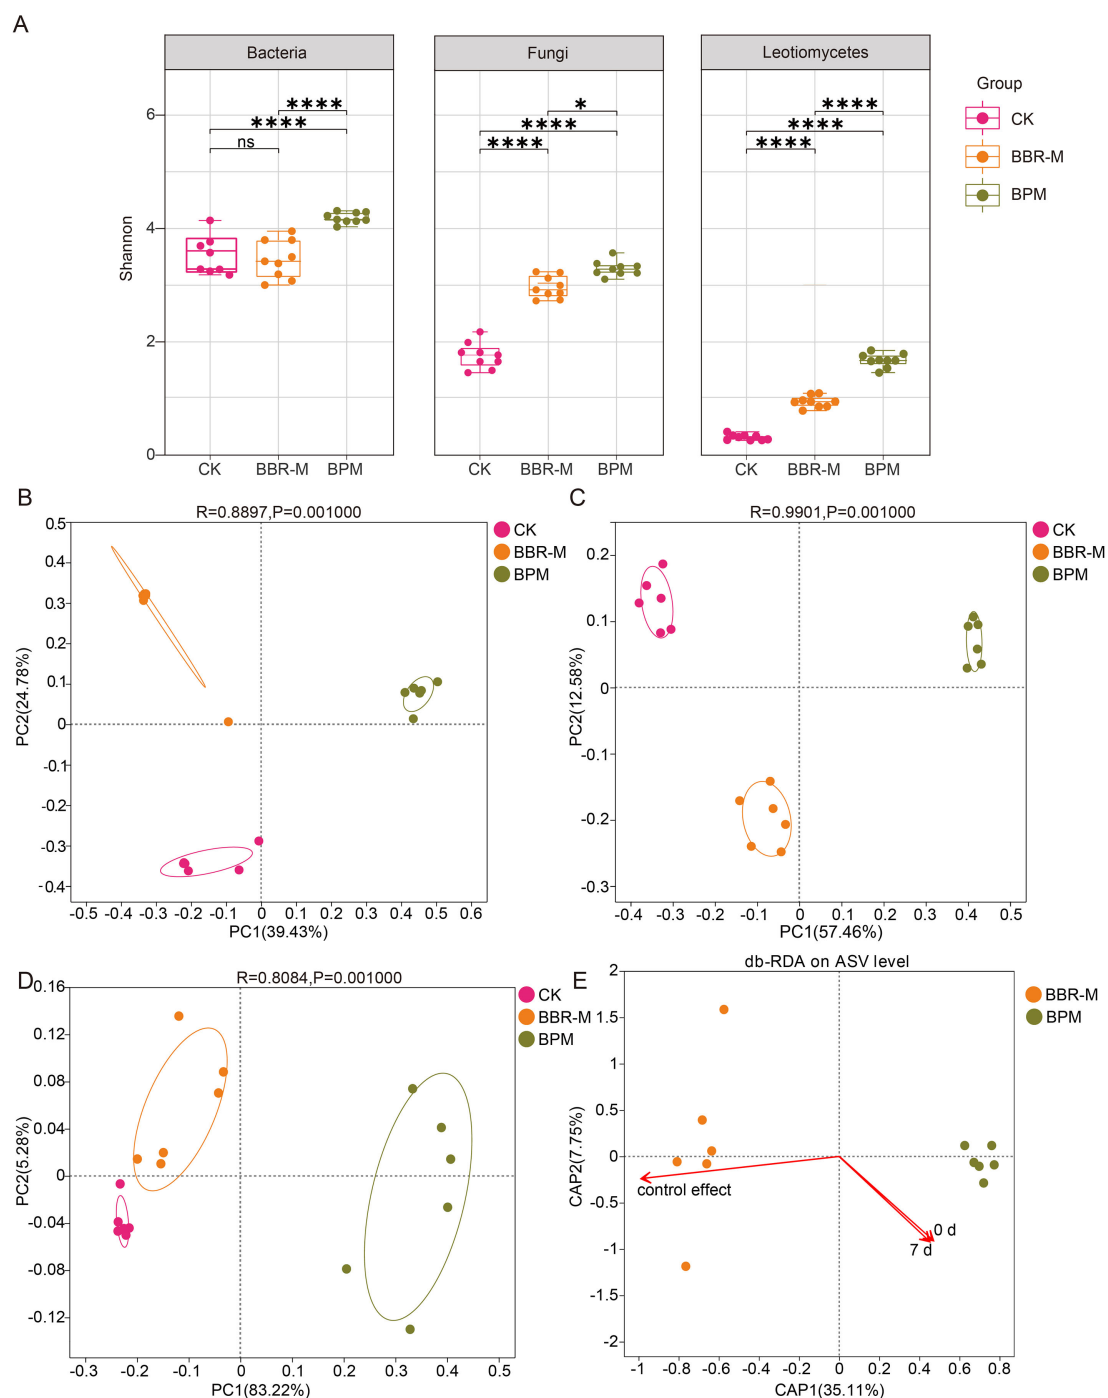 A
Bacteria
Fungi
Leotiomycetes
Group
CK
BBR-M
BPM
Shannon
6
4
2
0
****
****
ns
*
****
****
****
****
****
CK BBR-M BPM
CK BBR-M BPM
CK BBR-M BPM
B
R=0.8897,P=0.001000
CK
BBR-M
BPM
PC2(24.78%)
0.5
0.4
0.3
0.2
0.1
0
-0.1
-0.2
-0.3
-0.4
-0.5 -0.4 -0.3 -0.2 -0.1 0 0.1 0.2 0.3 0.4 0.5 0.6
PC1(39.43%)
C
R=0.9901,P=0.001000
CK
BBR-M
BPM
PC2(12.58%)
0.2
0.1
0
-0.1
-0.2
-0.3
-0.4 -0.3 -0.2 -0.1 0 0.1 0.2 0.3 0.4 0.5
PC1(57.46%)
D
R=0.8084,P=0.001000
CK
BBR-M
BPM
PC2(5.28%)
0.16
0.12
0.08
0.04
0
-0.04
-0.08
-0.12
-0.3 -0.2 -0.1 0 0.1 0.2 0.3 0.4 0.5
PC1(83.22%)
E
db-RDA on ASV level
BBR-M
BPM
CAP2(7.75%)
2
1.5
1
0.5
0
-0.5
-1
-1.5
-2
control effect
0 d
7 d
-1 -0.8 -0.6 -0.4 -0.2 0 0.2 0.4 0.6 0.8
CAP1(35.11%)